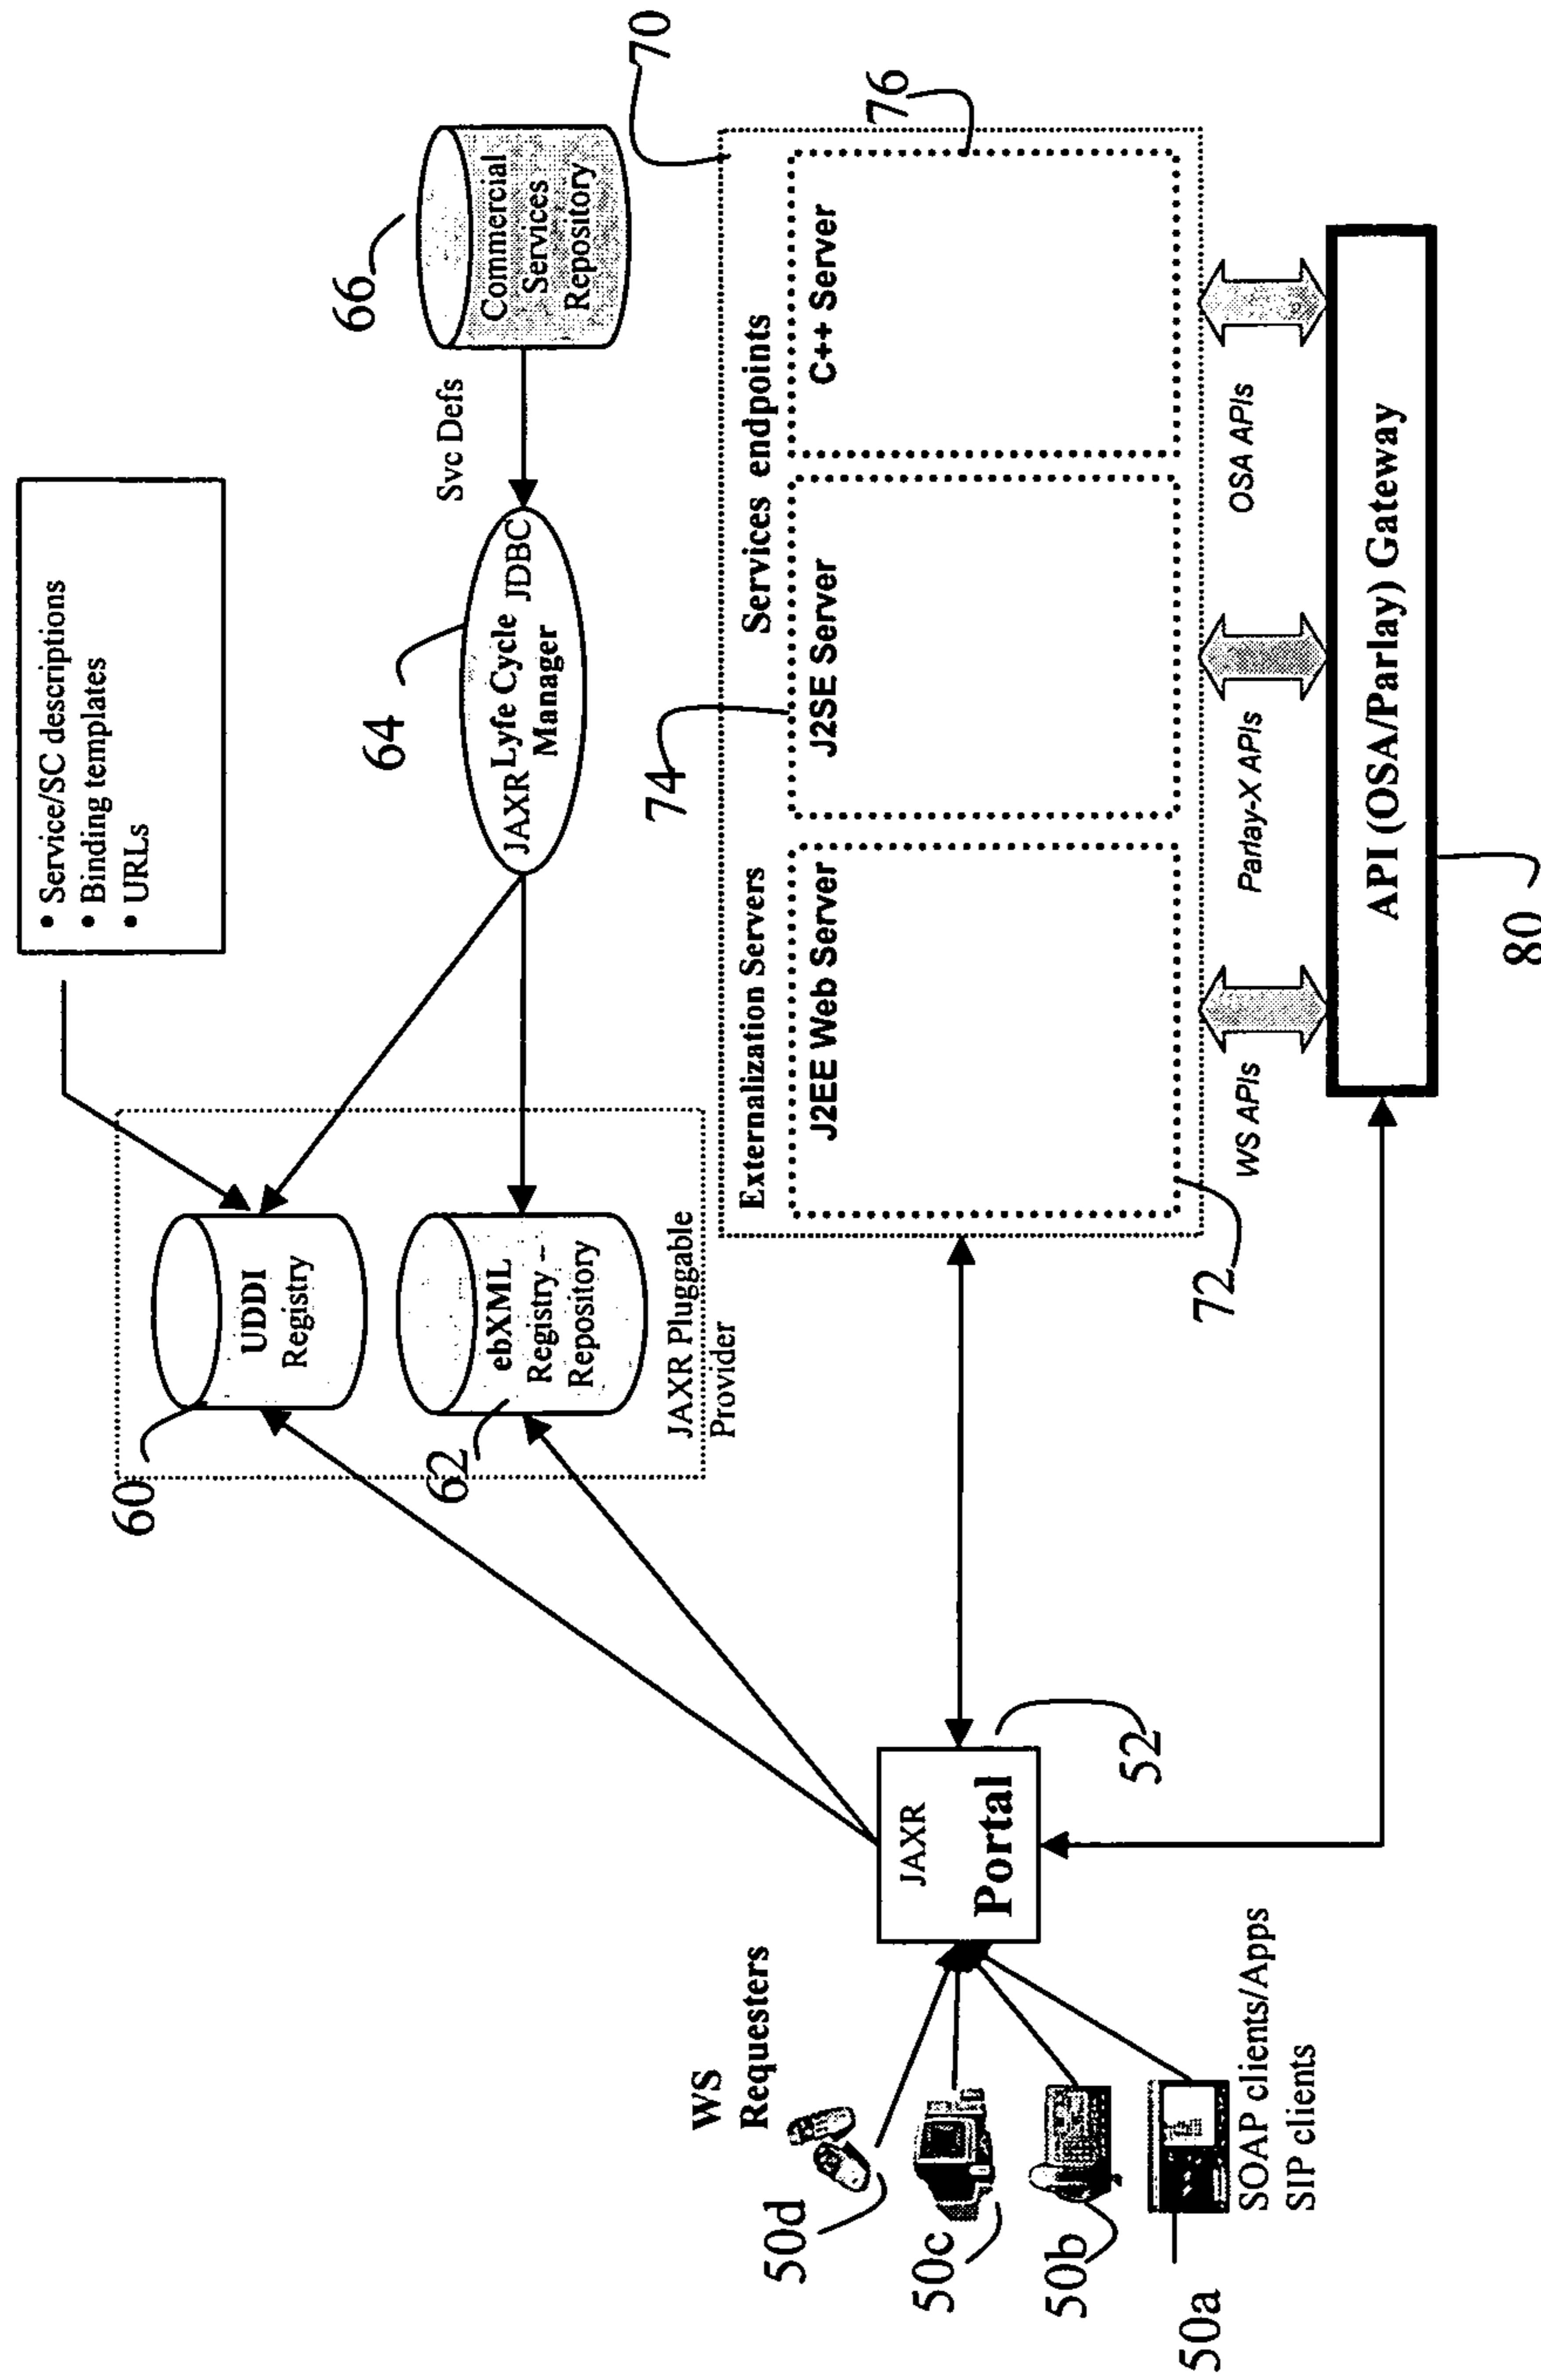 • Service/SC descriptions
• Binding templates
• URLs
60
UDDI
Registry
62
ebXML
Registry –
Repository
JAXR Pluggable
Provider
64
JAXR
Lyfe Cycle
Manager
JDBC
Svc Defs
66
Commercial
Services
Repository
70
WS
Requesters
50d
50c
50b
50a
SOAP clients/Apps
SIP clients
JAXR
Portal
52
Externalization Servers
Services endpoints
J2EE Web Server
72
J2SE Server
74
C++ Server
76
WS APIs
Parlay-X APIs
OSA APIs
API (OSA/Parlay) Gateway
80